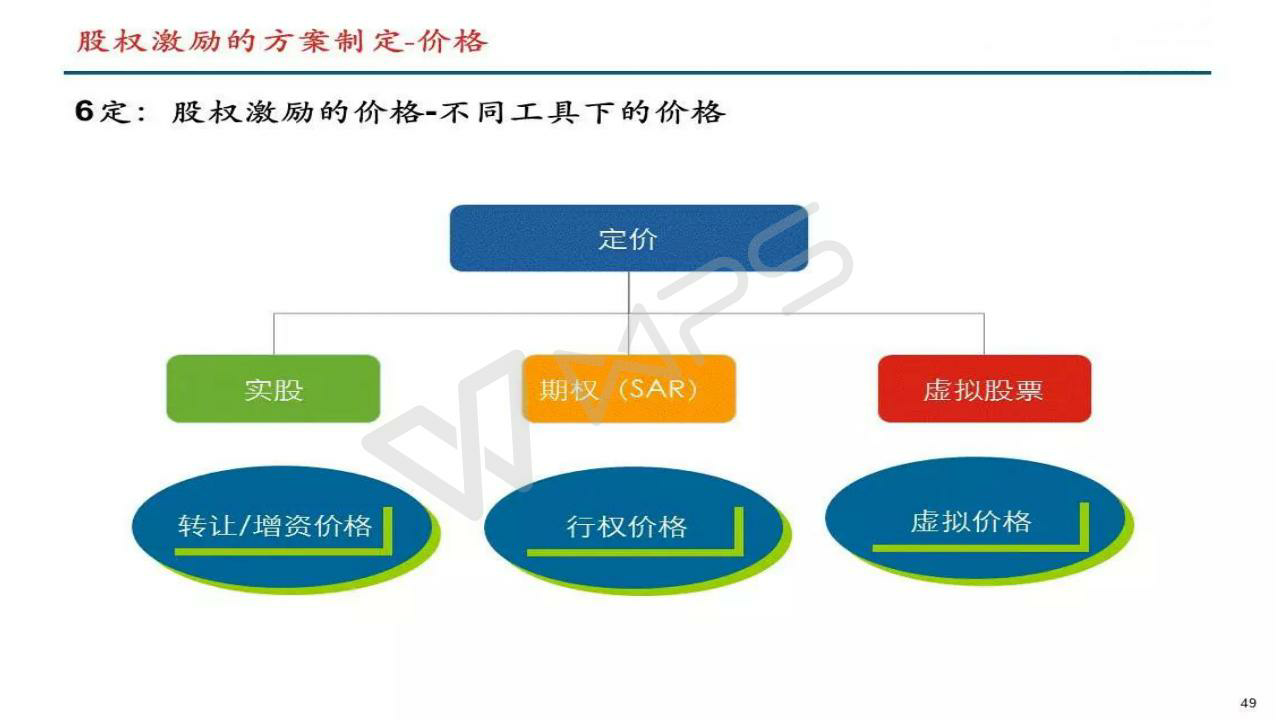 股权激励的方案制定-价格
6定：股权激励的价格-不同工具下的价格
定价
实股
期权（SAR）
虚拟股票
转让/增资价格
行权价格
虚拟价格
WPS
49